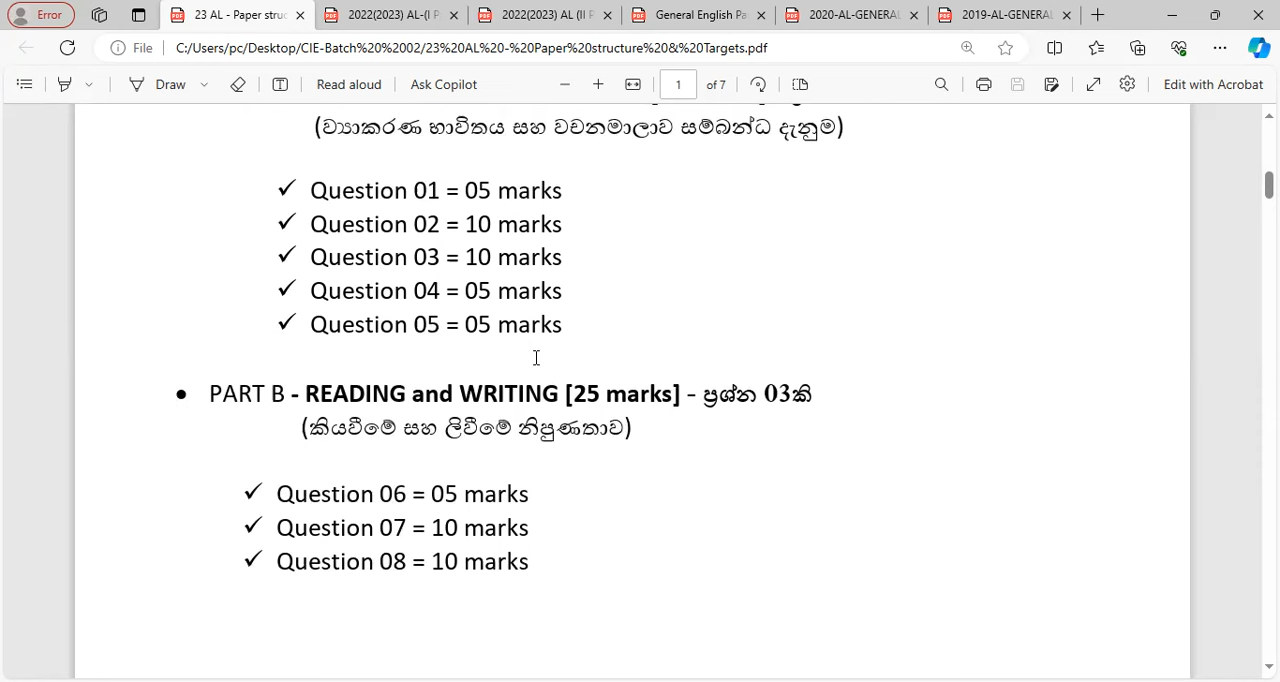 Error
23 AL - Paper struc
2022(2023) AL-(I P
2022(2023) AL (II P
General English Pa
2020-AL-GENERAL
2019-AL-GENERAL
File
C:/Users/pc/Desktop/CIE-Batch%20%2002/23%20AL%20-%20Paper%20structure%20&%20Targets.pdf
Draw
Read aloud
Ask Copilot
1 of 7
Edit with Acrobat
(ව්‍යාකරණ භාවිතය සහ වචනමාලාව සම්බන්ධ දැනුම)
✓ Question 01 = 05 marks
✓ Question 02 = 10 marks
✓ Question 03 = 10 marks
✓ Question 04 = 05 marks
✓ Question 05 = 05 marks
• PART B - READING and WRITING [25 marks] - ප්‍රශ්න 03කි
(කියවීමේ සහ ලිවීමේ නිපුණතාව)
✓ Question 06 = 05 marks
✓ Question 07 = 10 marks
✓ Question 08 = 10 marks